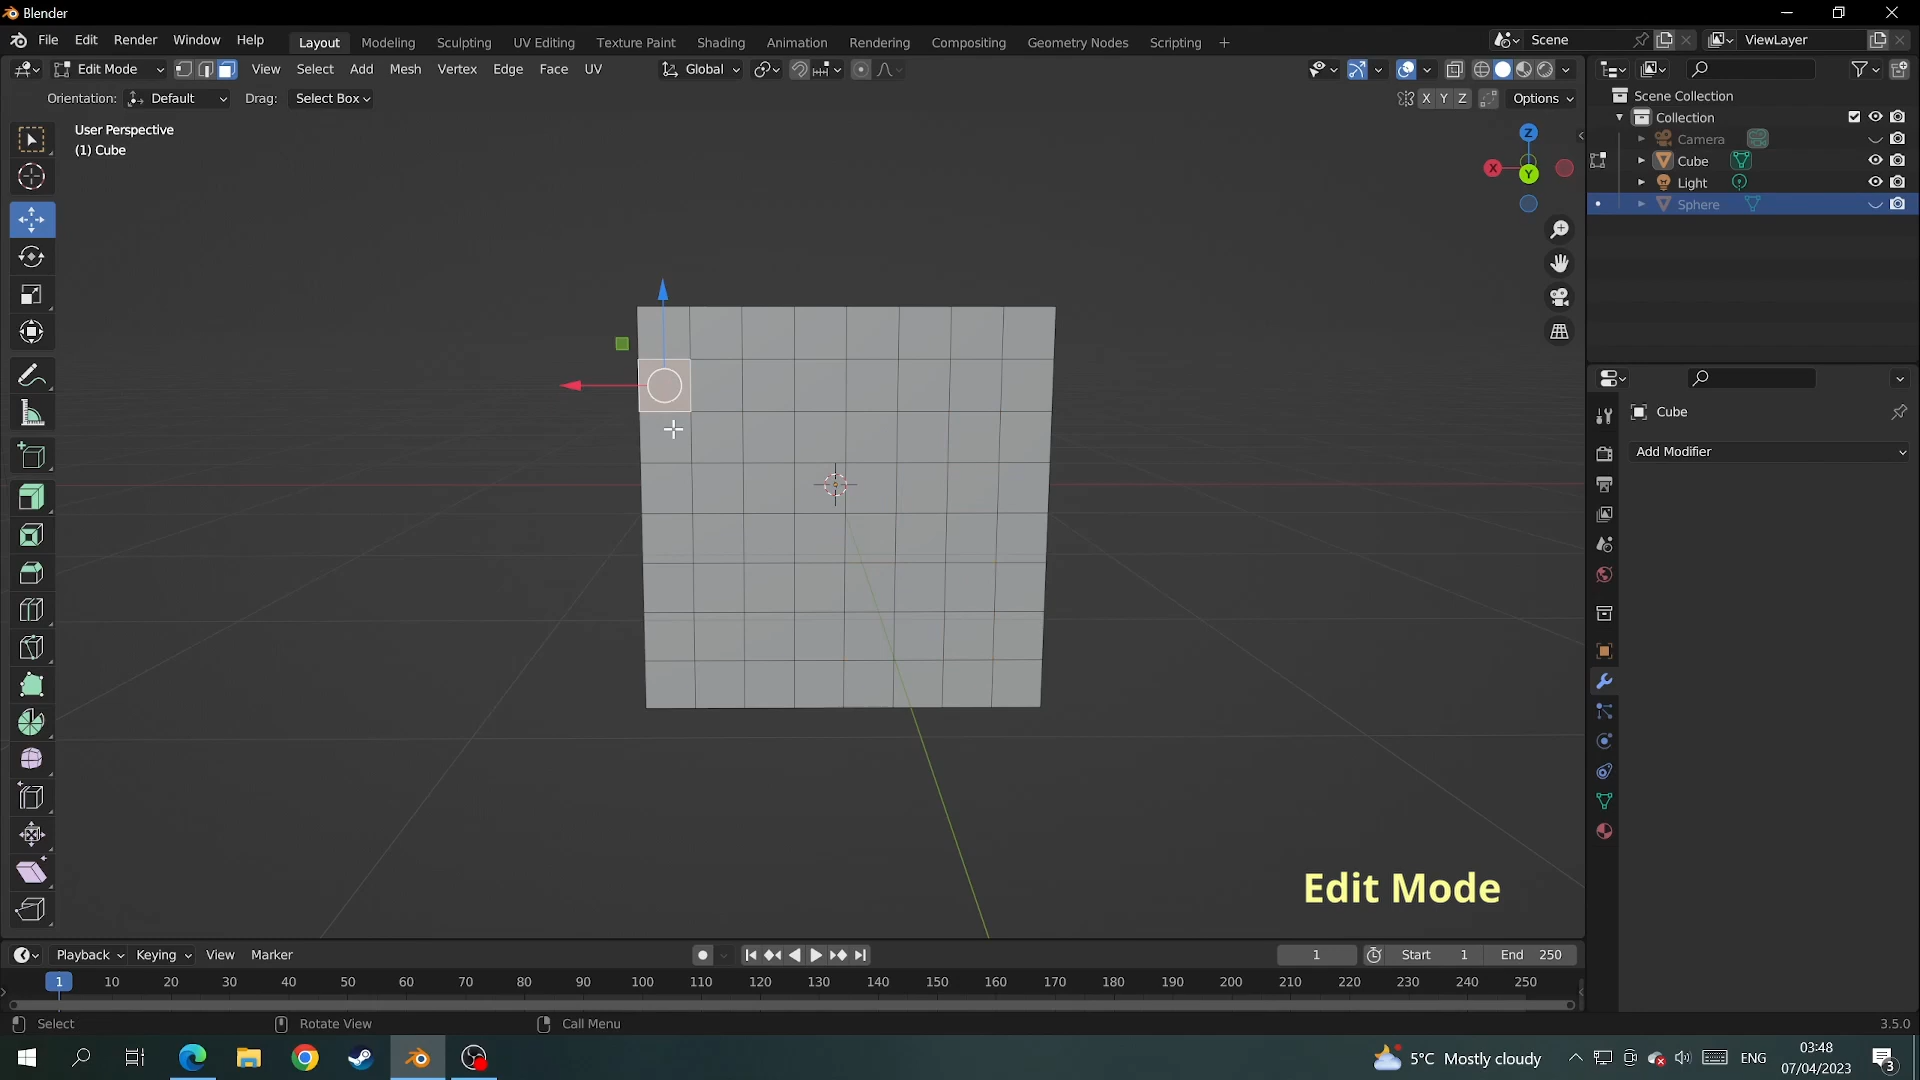 Blender
File Edit Render Window Help
Layout Modeling Sculpting UV Editing Texture Paint Shading Animation Rendering Compositing Geometry Nodes Scripting +
Scene
ViewLayer
Edit Mode
View Select Add Mesh Vertex Edge Face UV
Global
Orientation: Default Drag: Select Box
X Y Z Options
User Perspective
(1) Cube
Z
X
Y
Scene Collection
Collection
Camera
Cube
Light
Sphere
Cube
Add Modifier
Edit Mode
Playback Keying View Marker
1 Start 1 End 250
1 10 20 30 40 50 60 70 80 90 100 110 120 130 140 150 160 170 180 190 200 210 220 230 240 250
Select Rotate View Call Menu
3.5.0
5°C Mostly cloudy
ENG
03:48
07/04/2023
3